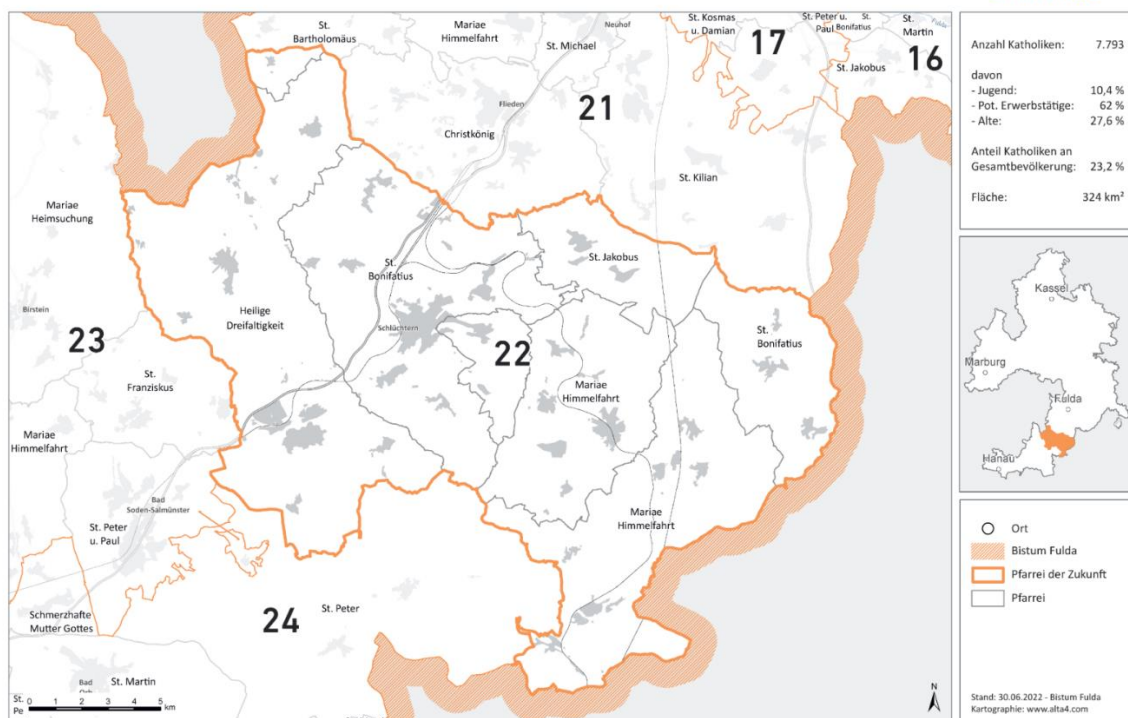 St.
Bartholomäus
Mariae
Himmelfahrt
Neuhof
St. Michael
St. Kosmas
u. Damian
17
St. Peter u.
Paul
St.
Bonifatius
St.
Martin
Fulda
16
St. Jakobus
21
Flieden
Christkönig
St. Kilian
Mariae
Heimsuchung
Birstein
23
St.
Franziskus
Mariae
Himmelfahrt
Heilige
Dreifaltigkeit
St.
Bonifatius
Schlüchtern
St. Jakobus
22
St.
Bonifatius
Mariae
Himmelfahrt
Mariae
Himmelfahrt
Bad
Soden-Salmünster
St. Peter
u. Paul
Schmerzhafte
Mutter Gottes
24
St. Peter
Bad
St. Martin
St.
Pe
0 1 2 3 4 5
km
N
Anzahl Katholiken: 7.793
davon
- Jugend: 10,4 %
- Pot. Erwerbstätige: 62 %
- Alte: 27,6 %
Anteil Katholiken an
Gesamtbevölkerung: 23,2 %
Fläche: 324 km²
Kassel
Marburg
Fulda
Hanau
Ort
Bistum Fulda
Pfarrei der Zukunft
Pfarrei
Stand: 30.06.2022 - Bistum Fulda
Kartographie: www.alta4.com